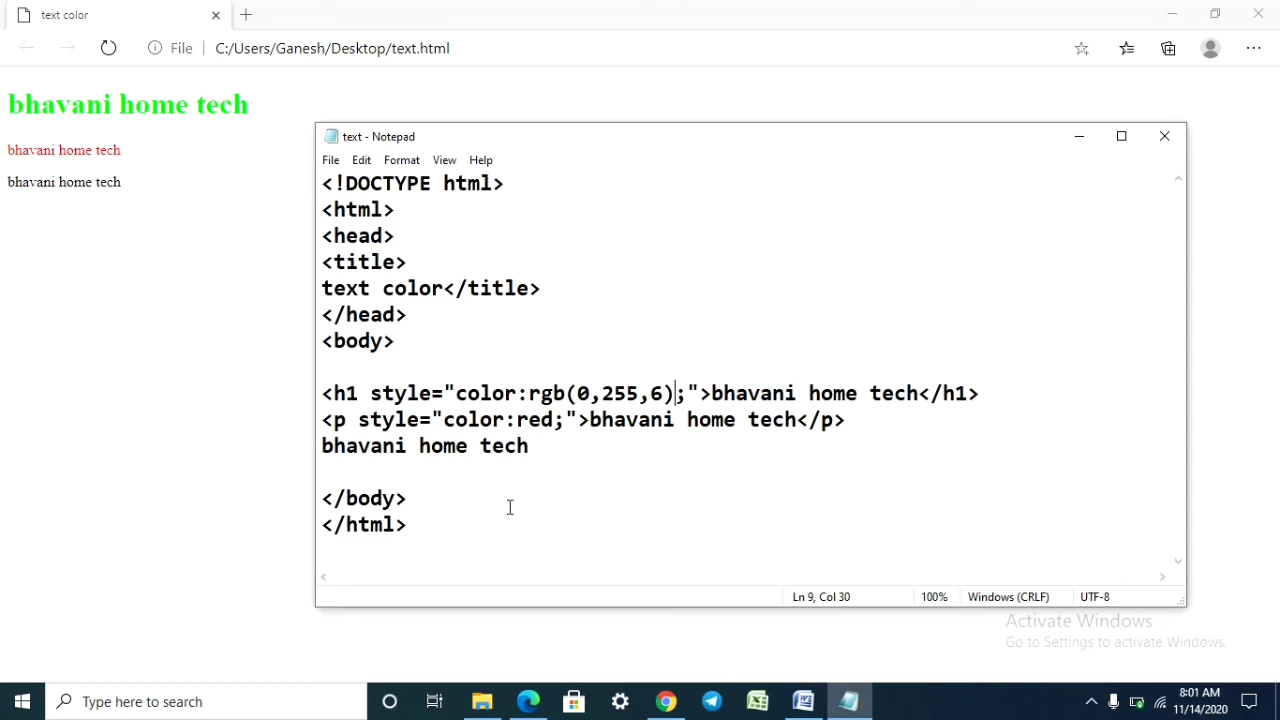 text color
File
C:/Users/Ganesh/Desktop/text.html
bhavani home tech
bhavani home tech
bhavani home tech
text - Notepad
File Edit Format View Help
<!DOCTYPE html>
<html>
<head>
<title>
text color</title>
</head>
<body>
<h1 style="color:rgb(0,255,6);">bhavani home tech</h1>
<p style="color:red;">bhavani home tech</p>
bhavani home tech
</body>
</html>
Ln 9, Col 30 100% Windows (CRLF) UTF-8
Activate Windows
Go to Settings to activate Windows.
Type here to search
8:01 AM
11/14/2020